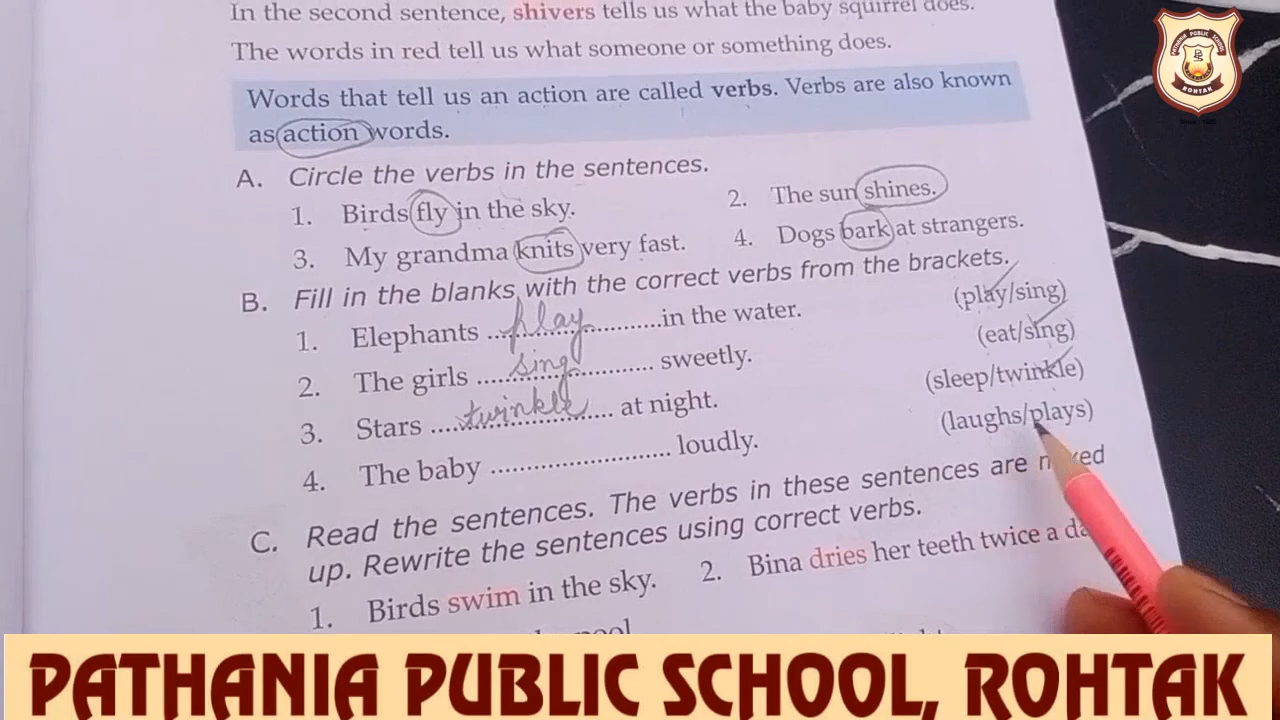 In the second sentence, shivers tells us what the baby squirrel does.
The words in red tell us what someone or something does.
Words that tell us an action are called verbs. Verbs are also known
as action words.
A. Circle the verbs in the sentences.
1. Birds fly in the sky. 2. The sun shines.
3. My grandma knits very fast. 4. Dogs bark at strangers.
B. Fill in the blanks with the correct verbs from the brackets.
1. Elephants ...play...in the water. (play/sing)
2. The girls ...sing... sweetly. (eat/sing)
3. Stars ...twinkle... at night. (sleep/twinkle)
4. The baby ............................ loudly. (laughs/plays)
C. Read the sentences. The verbs in these sentences are
up. Rewrite the sentences using correct verbs.
1. Birds swim in the sky. 2. Bina dries her teeth twice a
PATHANIA PUBLIC SCHOOL
ROHTAK
PATHANIA PUBLIC SCHOOL, ROHTAK